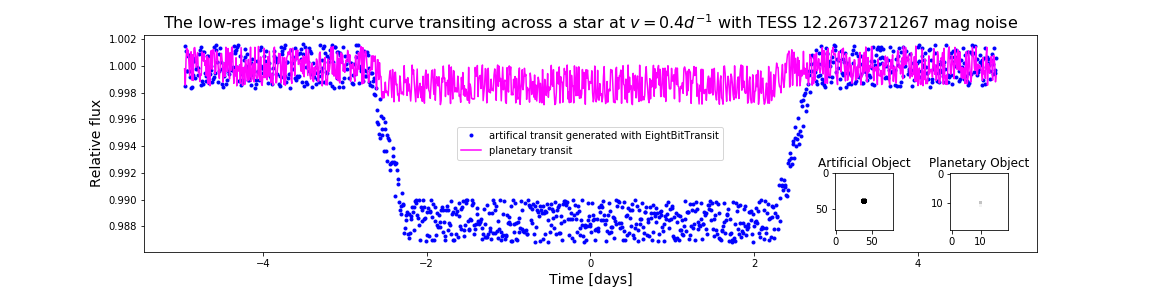 The low-res image's light curve transiting across a star at v = 0.4d⁻¹ with TESS 12.2673721267 mag noise
Relative flux
1.002
1.000
0.998
0.996
0.994
0.992
0.990
0.988
artifical transit generated with EightBitTransit
planetary transit
Artificial Object
0
50
0 50
Planetary Object
0
10
0 10
−4 −2 0 2 4
Time [days]